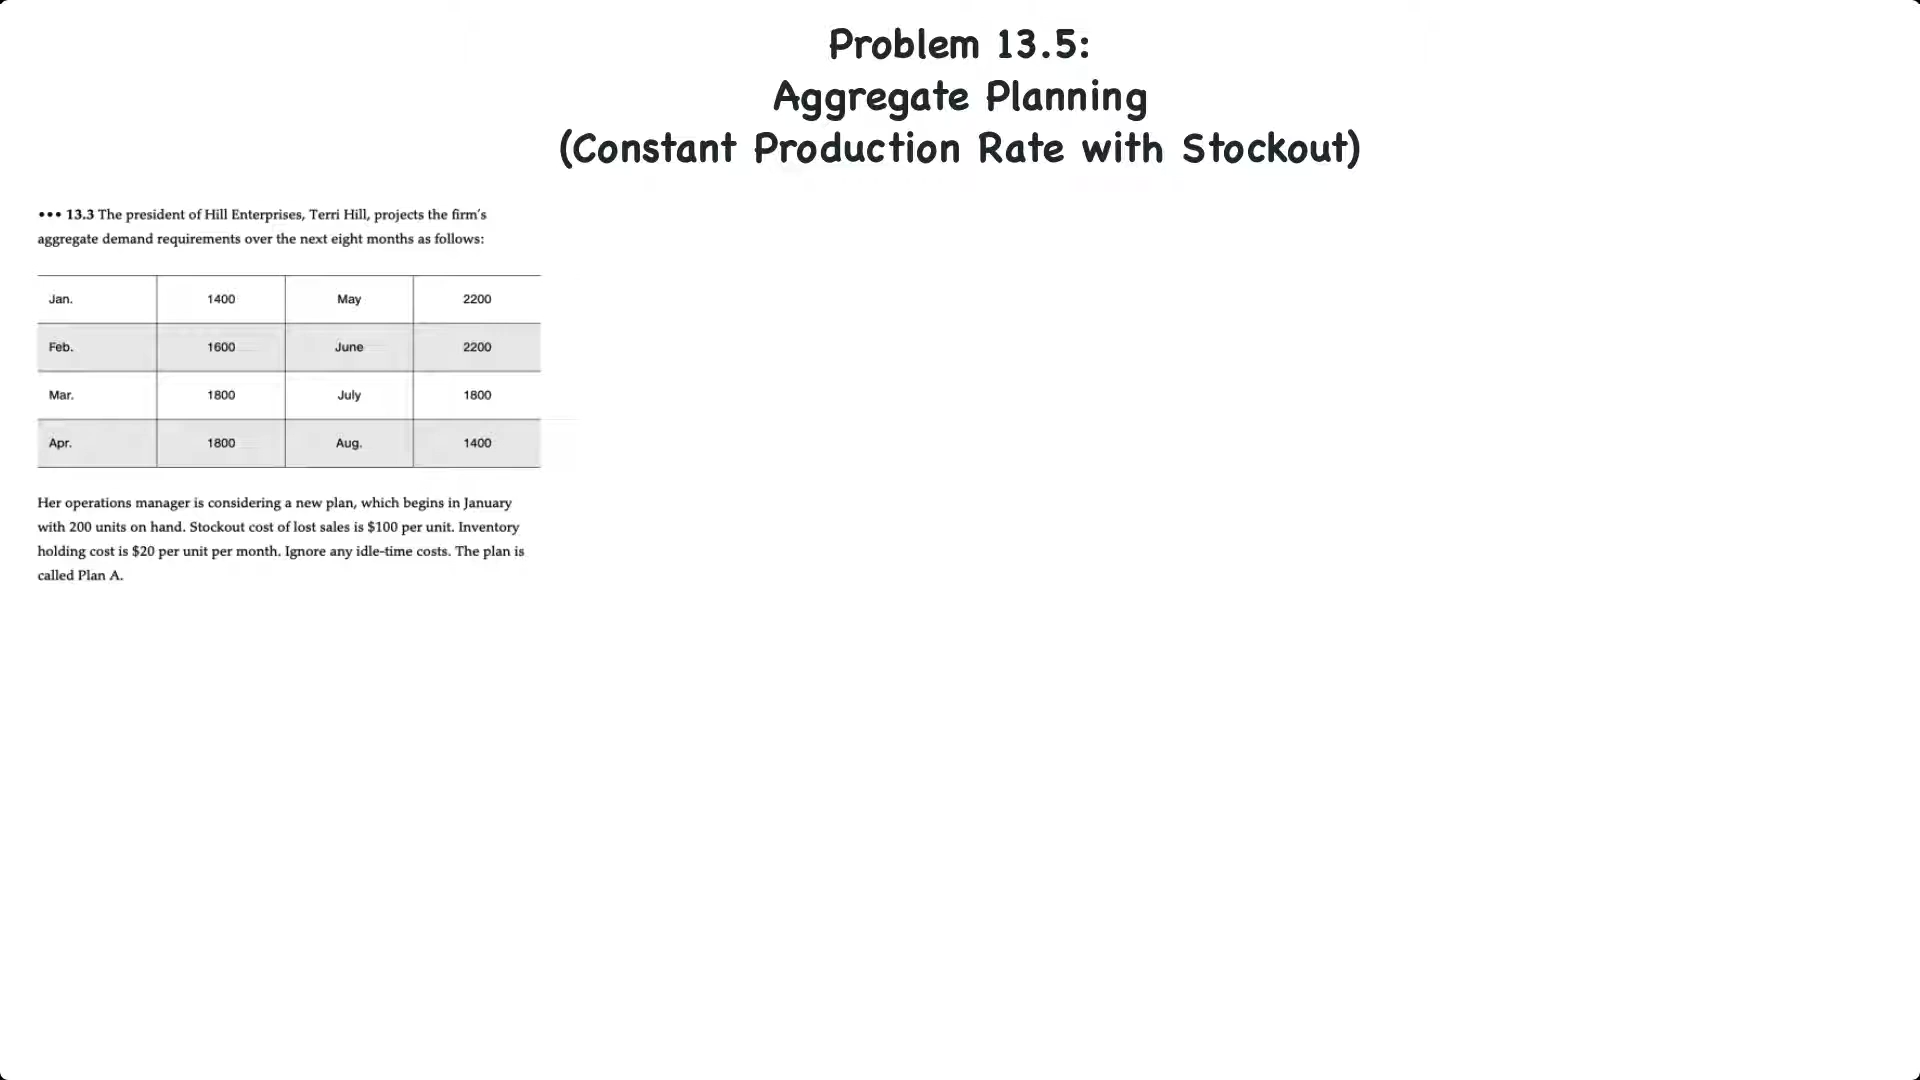 Problem 13.5:
Aggregate Planning
(Constant Production Rate with Stockout)
••• 13.3 The president of Hill Enterprises, Terri Hill, projects the firm's
aggregate demand requirements over the next eight months as follows:
Jan. 1400 May 2200
Feb. 1600 June 2200
Mar. 1800 July 1800
Apr. 1800 Aug. 1400
Her operations manager is considering a new plan, which begins in January
with 200 units on hand. Stockout cost of lost sales is $100 per unit. Inventory
holding cost is $20 per unit per month. Ignore any idle-time costs. The plan is
called Plan A.